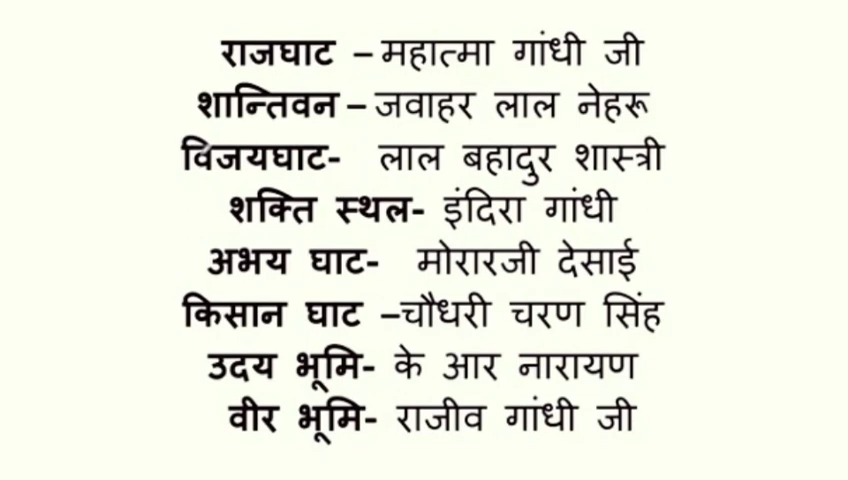 राजघाट – महात्मा गांधी जी
शान्तिवन – जवाहर लाल नेहरू
विजयघाट- लाल बहादुर शास्त्री
शक्ति स्थल- इंदिरा गांधी
अभय घाट- मोरारजी देसाई
किसान घाट –चौधरी चरण सिंह
उदय भूमि- के आर नारायण
वीर भूमि- राजीव गांधी जी